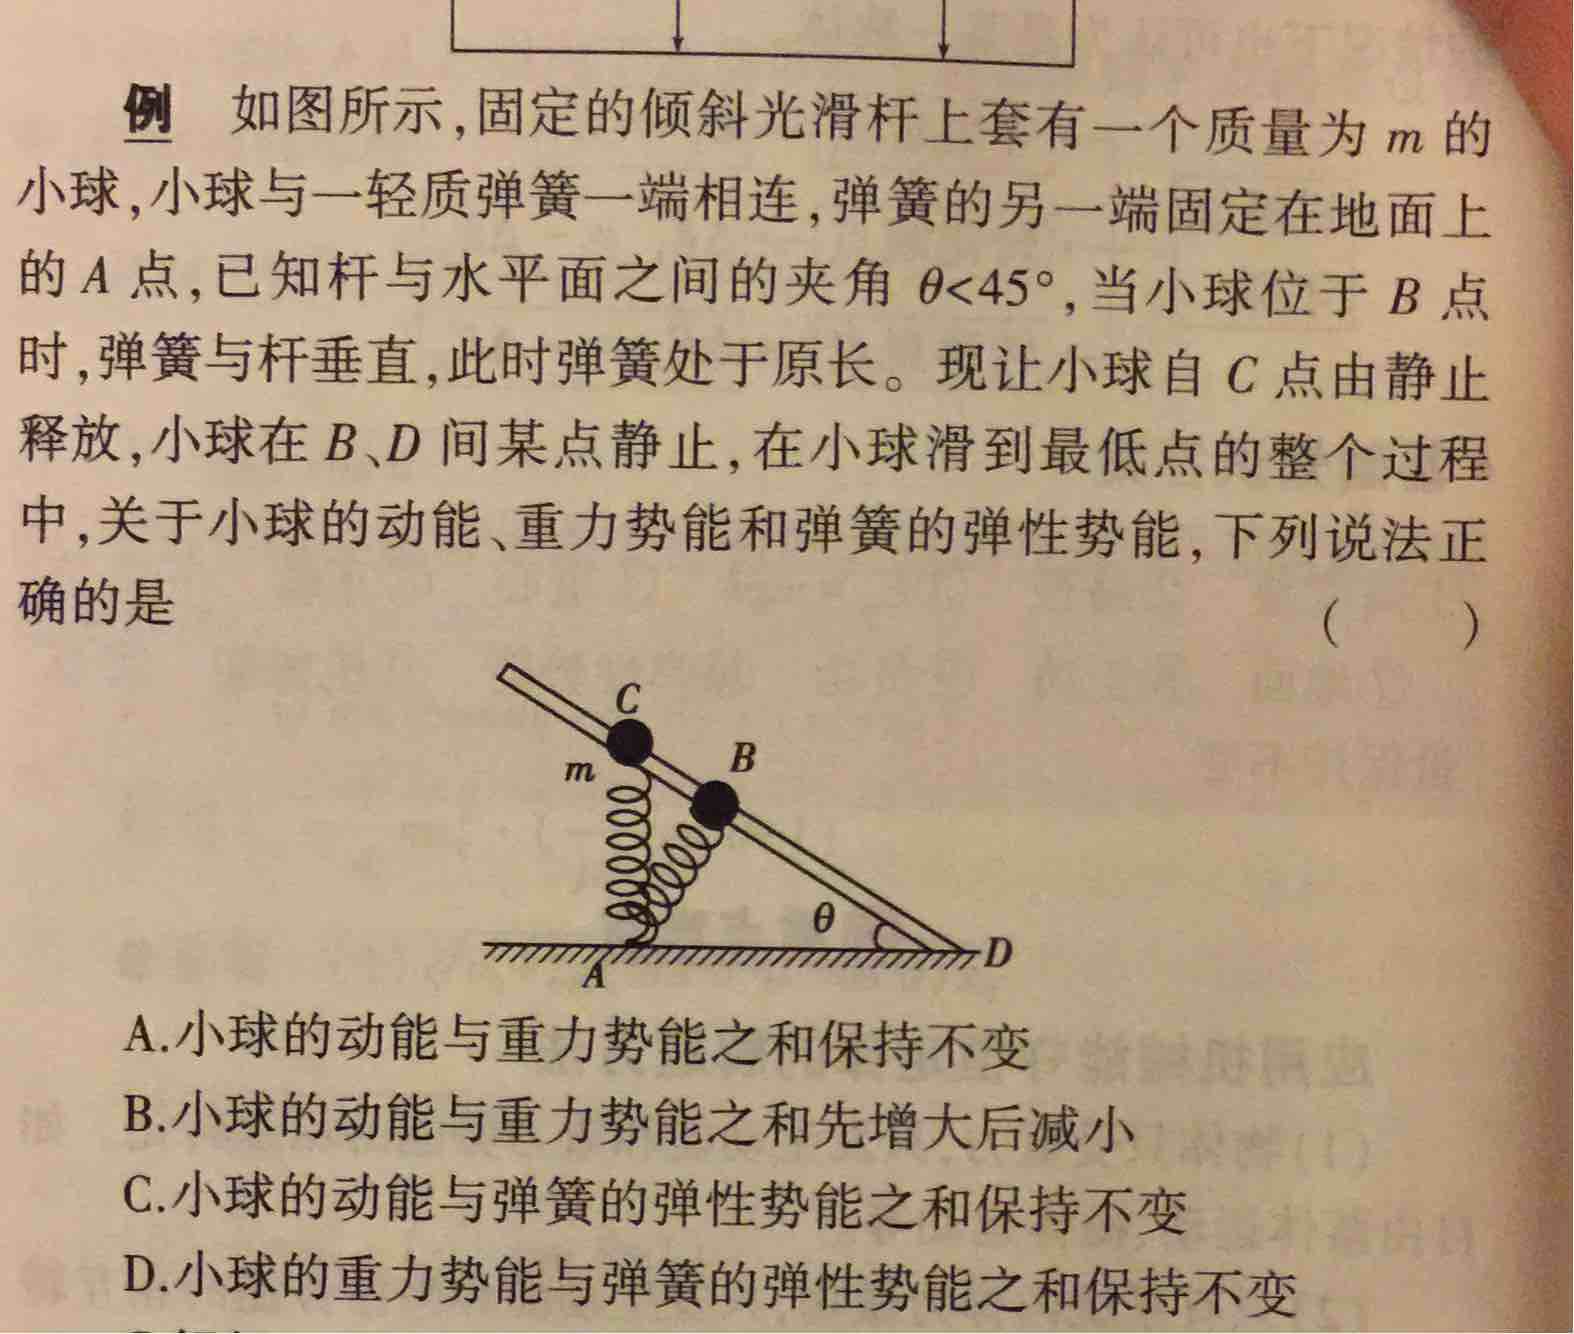 例 如图所示,固定的倾斜光滑杆上套有一个质量为 m 的
小球,小球与一轻质弹簧一端相连,弹簧的另一端固定在地面上
的 A 点,已知杆与水平面之间的夹角 θ<45°,当小球位于 B 点
时,弹簧与杆垂直,此时弹簧处于原长。现让小球自 C 点由静止
释放,小球在 B、D 间某点静止,在小球滑到最低点的整个过程
中,关于小球的动能、重力势能和弹簧的弹性势能,下列说法正
确的是 ( )
C
B
m
θ
D
A
A.小球的动能与重力势能之和保持不变
B.小球的动能与重力势能之和先增大后减小
C.小球的动能与弹簧的弹性势能之和保持不变
D.小球的重力势能与弹簧的弹性势能之和保持不变